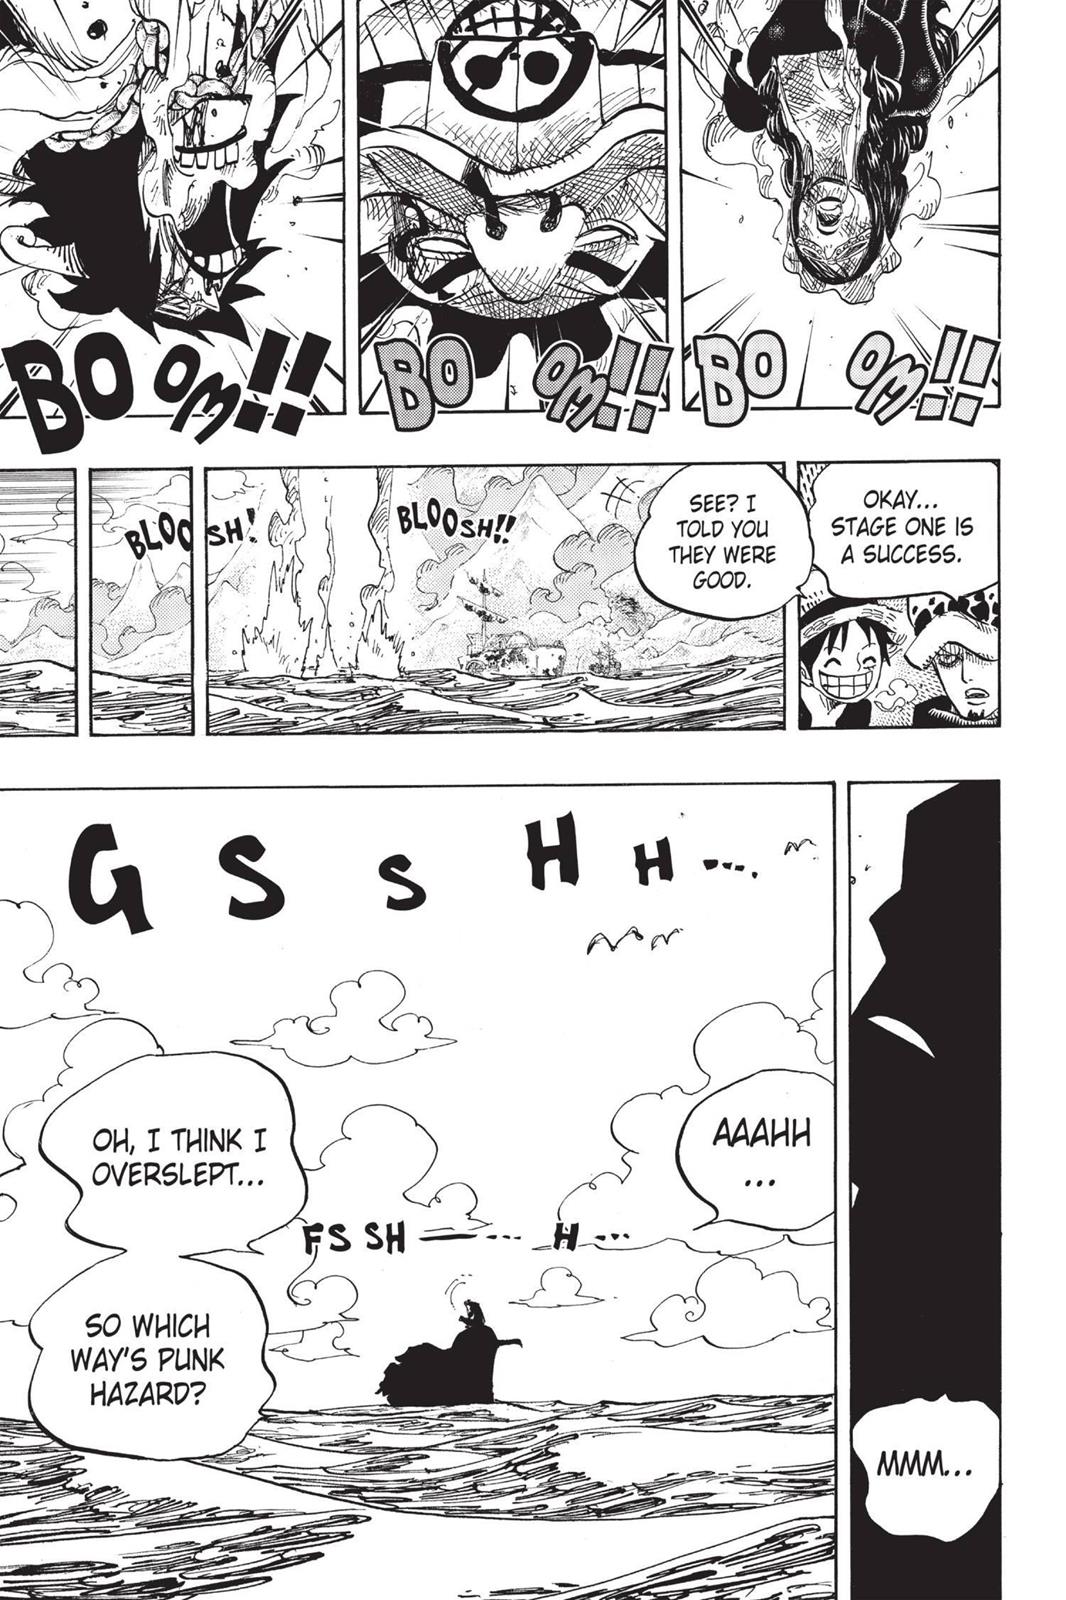 BOOM!!
BOOM!!
BOOM!!
OKAY...
STAGE ONE IS
A SUCCESS.
SEE? I
TOLD YOU
THEY WERE
GOOD.
BLOOSH!!
BLOOSH!
MMM...
GSSHH....
AAAHH
...
OH, I THINK I
OVERSLEPT...
FSSH—...H...
SO WHICH
WAY'S PUNK
HAZARD?